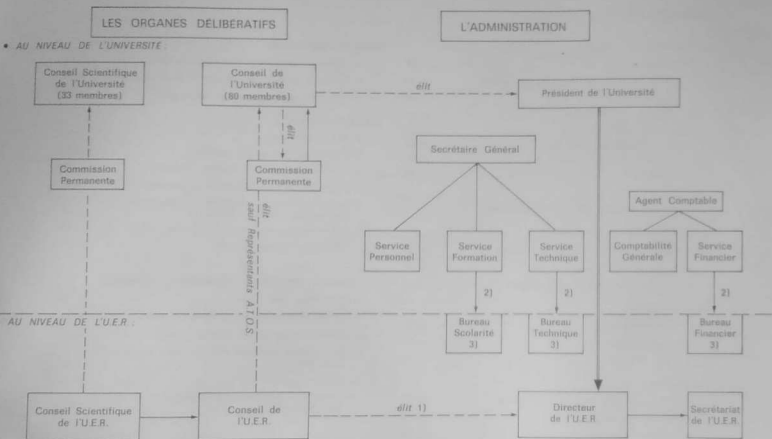 LES ORGANES DÉLIBÉRATIFS
L'ADMINISTRATION
• AU NIVEAU DE L'UNIVERSITÉ :
Conseil Scientifique
de l'Université
(33 membres)
Conseil de
l'Université
(60 membres)
élit
Président de l'Université
élit
Secrétaire Général
Commission
Permanente
Commission
Permanente
Agent Comptable
élit
sauf Représentants A T O S
Service
Personnel
Service
Formation
Service
Technique
Comptabilité
Générale
Service
Financier
2)
2)
2)
AU NIVEAU DE L'U.E.R. :
Bureau
Scolarité
3)
Bureau
Technique
3)
Bureau
Financier
3)
Conseil Scientifique
de l'U.E.R.
Conseil de
l'U.E.R.
élit 1)
Directeur
de l'U.E.R
Secrétariat
de l'U.E.R.